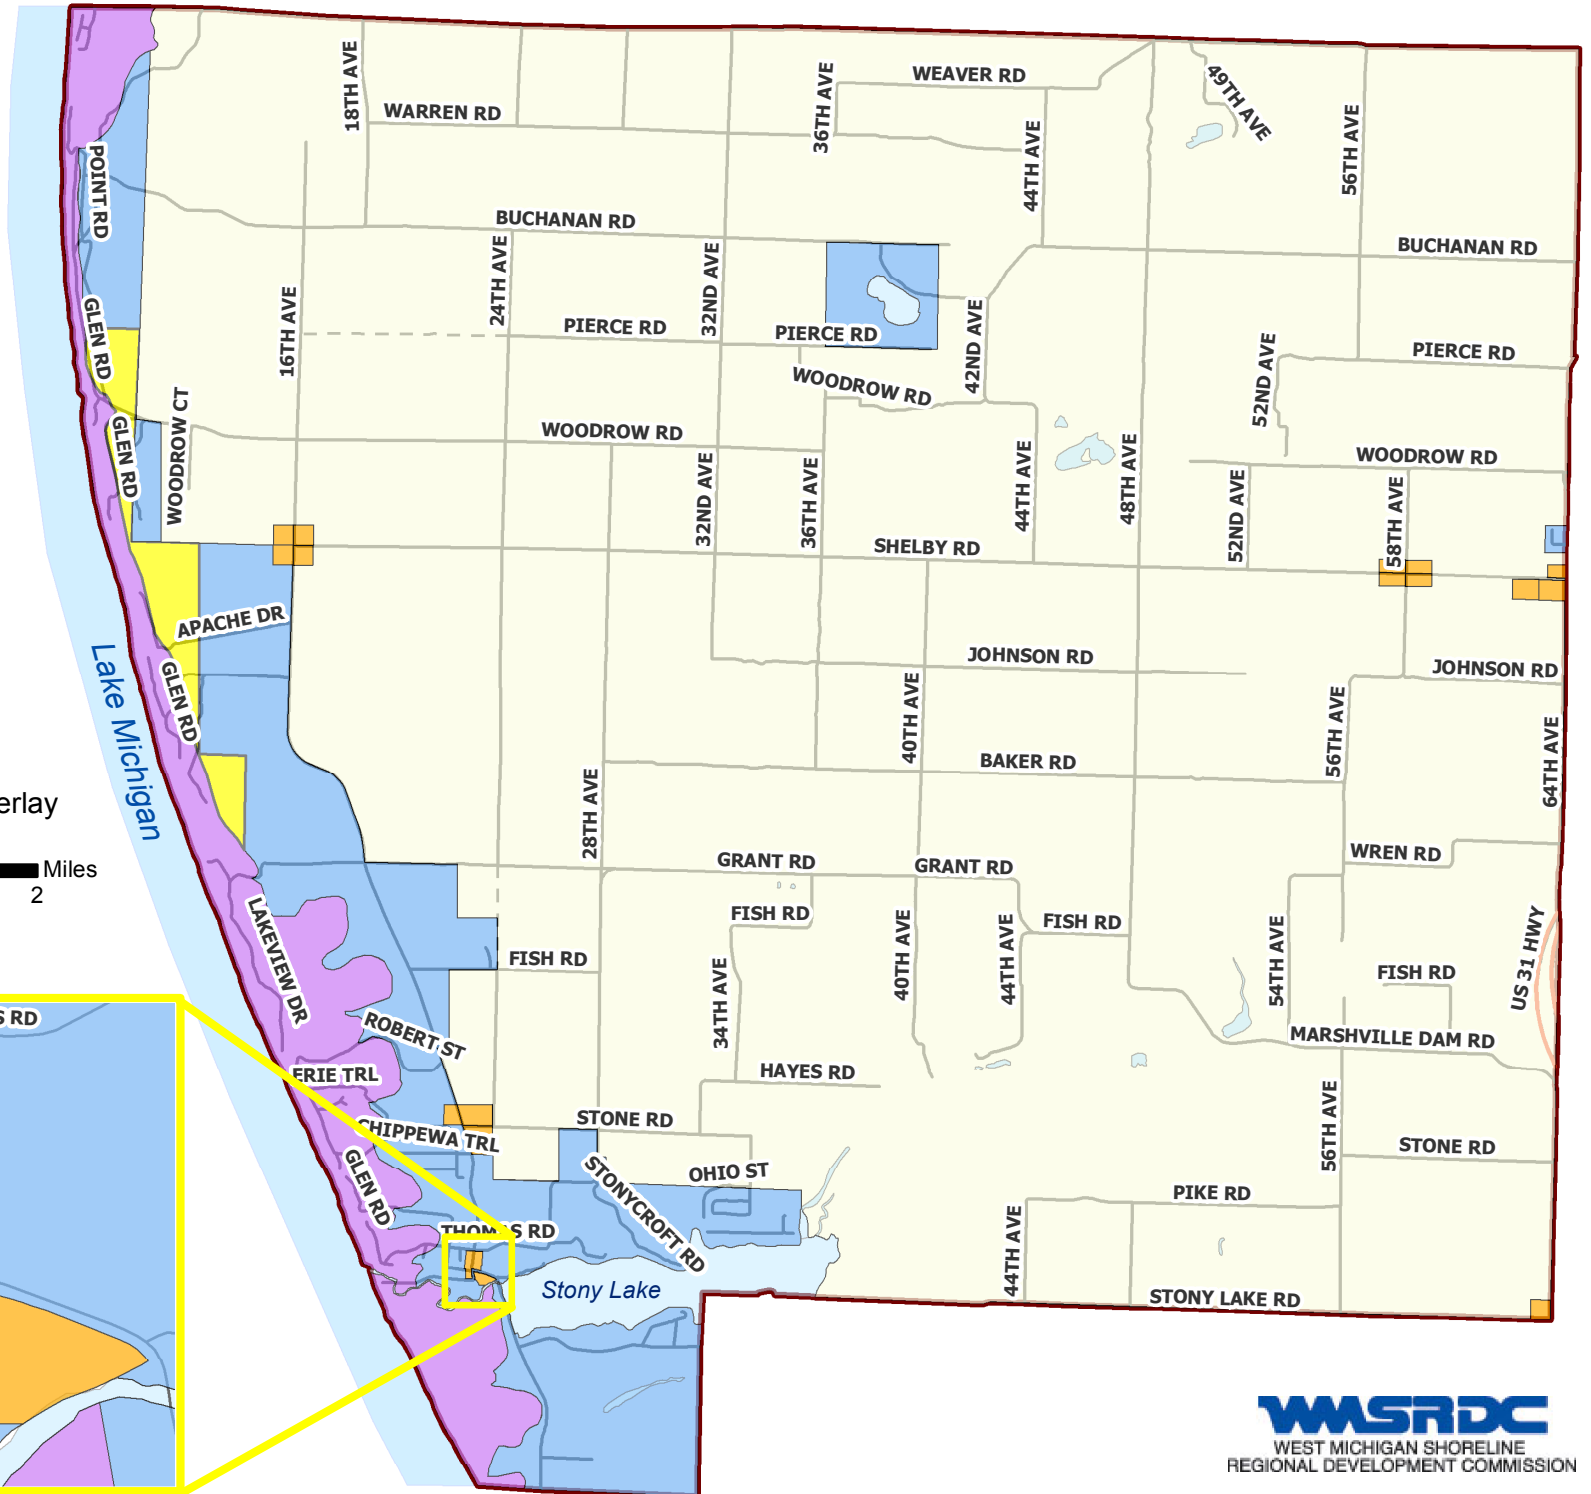 18TH AVE
WARREN RD
36TH AVE
WEAVER RD
49TH AVE
44TH AVE
56TH AVE
POINT RD
BUCHANAN RD
BUCHANAN RD
24TH AVE
32ND AVE
16TH AVE
PIERCE RD
PIERCE RD
42ND AVE
PIERCE RD
GLEN RD
WOODROW RD
52ND AVE
WOODROW CT
GLEN RD
WOODROW RD
WOODROW RD
32ND AVE
36TH AVE
44TH AVE
48TH AVE
52ND AVE
58TH AVE
SHELBY RD
APACHE DR
Lake Michigan
GLEN RD
JOHNSON RD
JOHNSON RD
40TH AVE
56TH AVE
64TH AVE
BAKER RD
erlay
28TH AVE
Miles
2
GRANT RD
GRANT RD
WREN RD
LAKEVIEW DR
FISH RD
FISH RD
40TH AVE
44TH AVE
54TH AVE
US 31 HWY
FISH RD
34TH AVE
FISH RD
S RD
ROBERT ST
MARSHVILLE DAM RD
ERIE TRL
HAYES RD
STONE RD
CHIPPEWA TRL
56TH AVE
STONE RD
GLEN RD
STONYCROFT RD
OHIO ST
PIKE RD
THOMAS RD
44TH AVE
Stony Lake
STONY LAKE RD
WMSRDC
WEST MICHIGAN SHORELINE
REGIONAL DEVELOPMENT COMMISSION